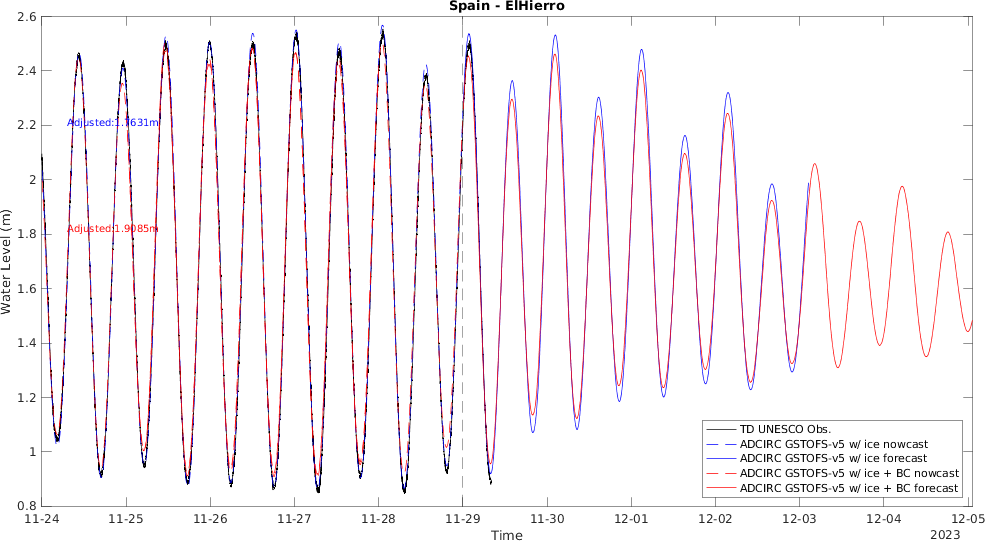 Spain - ElHierro
2.6
2.4
2.2
2
1.8
1.6
1.4
1.2
1
0.8
Water Level (m)
Adjusted:1.7631m
Adjusted:1.9085m
TD UNESCO Obs.
ADCIRC GSTOFS-v5 w/ ice nowcast
ADCIRC GSTOFS-v5 w/ ice forecast
ADCIRC GSTOFS-v5 w/ ice + BC nowcast
ADCIRC GSTOFS-v5 w/ ice + BC forecast
11-24 11-25 11-26 11-27 11-28 11-29 11-30 12-01 12-02 12-03 12-04 12-05
Time
2023